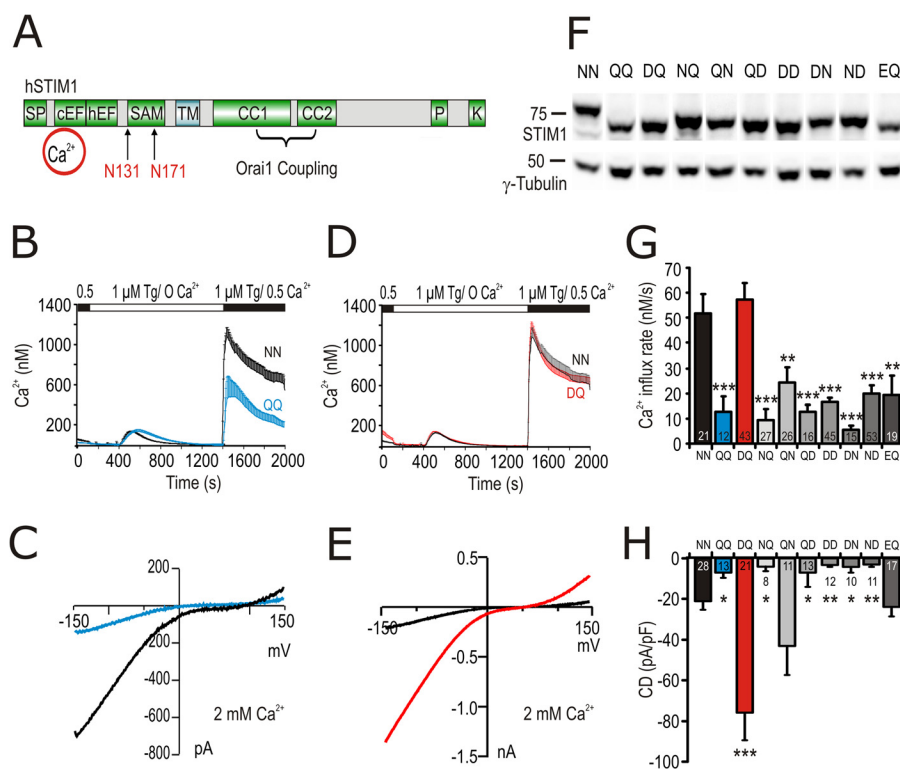 A
hSTIM1
SP cEF hEF SAM TM CC1 CC2 P K
Ca²⁺
N131 N171
Orai1 Coupling
F
NN QQ DQ NQ QN QD DD DN ND EQ
75
STIM1
50
γ-Tubulin
B
0.5 1 µM Tg/ O Ca²⁺ 1 µM Tg/ 0.5 Ca²⁺
Ca²⁺ (nM)
1400
1000
600
200
0 400 800 1200 1600 2000
Time (s)
NN
QQ
D
0.5 1 µM Tg/ O Ca²⁺ 1 µM Tg/ 0.5 Ca²⁺
Ca²⁺ (nM)
1400
1000
600
200
0 400 800 1200 1600 2000
Time (s)
NN
DQ
G
Ca²⁺ influx rate (nM/s)
70
60
50
40
30
20
10
0
*** ** *** *** *** *** **
21 12 43 27 26 16 45 15 53 19
NN QQ DQ NQ QN QD DD DN ND EQ
C
200
-150 150
mV
-200
-400
-600
-800
pA
2 mM Ca²⁺
E
0.5
-150 150
mV
-0.5
-1.0
-1.5
nA
2 mM Ca²⁺
H
NN QQ DQ NQ QN QD DD DN ND EQ
CD (pA/pF)
0
-20
-40
-60
-80
-100
28 13 21 8 11 13 12 10 11 17
* * * ** * **
***